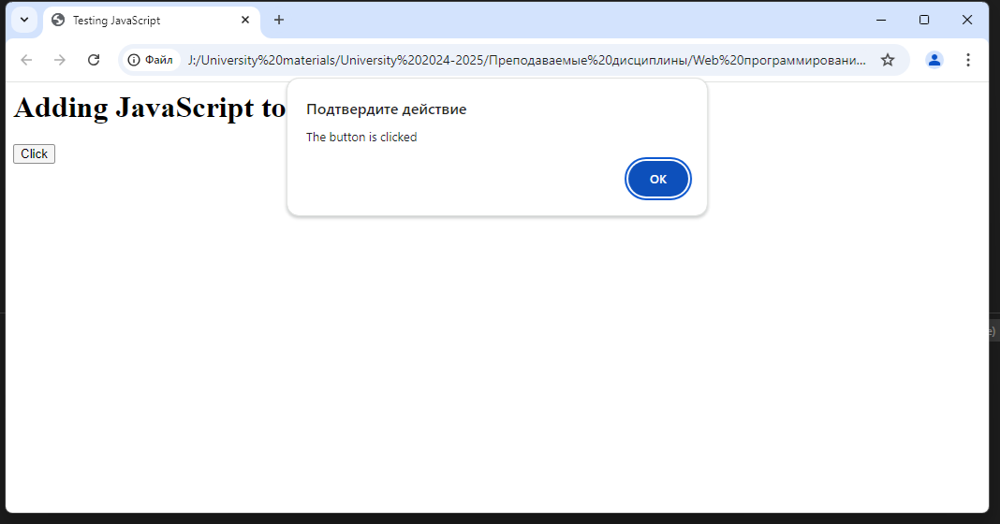 Testing JavaScript
Файл J:/University%20materials/University%202024-2025/Преподаваемые%20дисциплины/Web%20программировани...
Adding JavaScript to
Подтвердите действие
The button is clicked
Click
ОК
e)